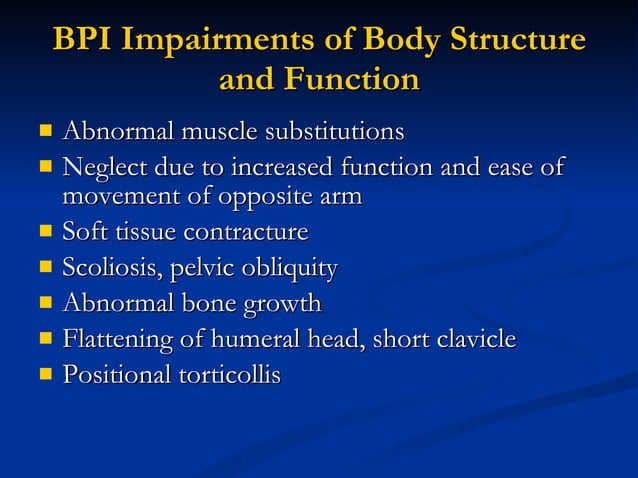 BPI Impairments of Body Structure
and Function
Abnormal muscle substitutions
Neglect due to increased function and ease of
movement of opposite arm
Soft tissue contracture
Scoliosis, pelvic obliquity
Abnormal bone growth
Flattening of humeral head, short clavicle
Positional torticollis